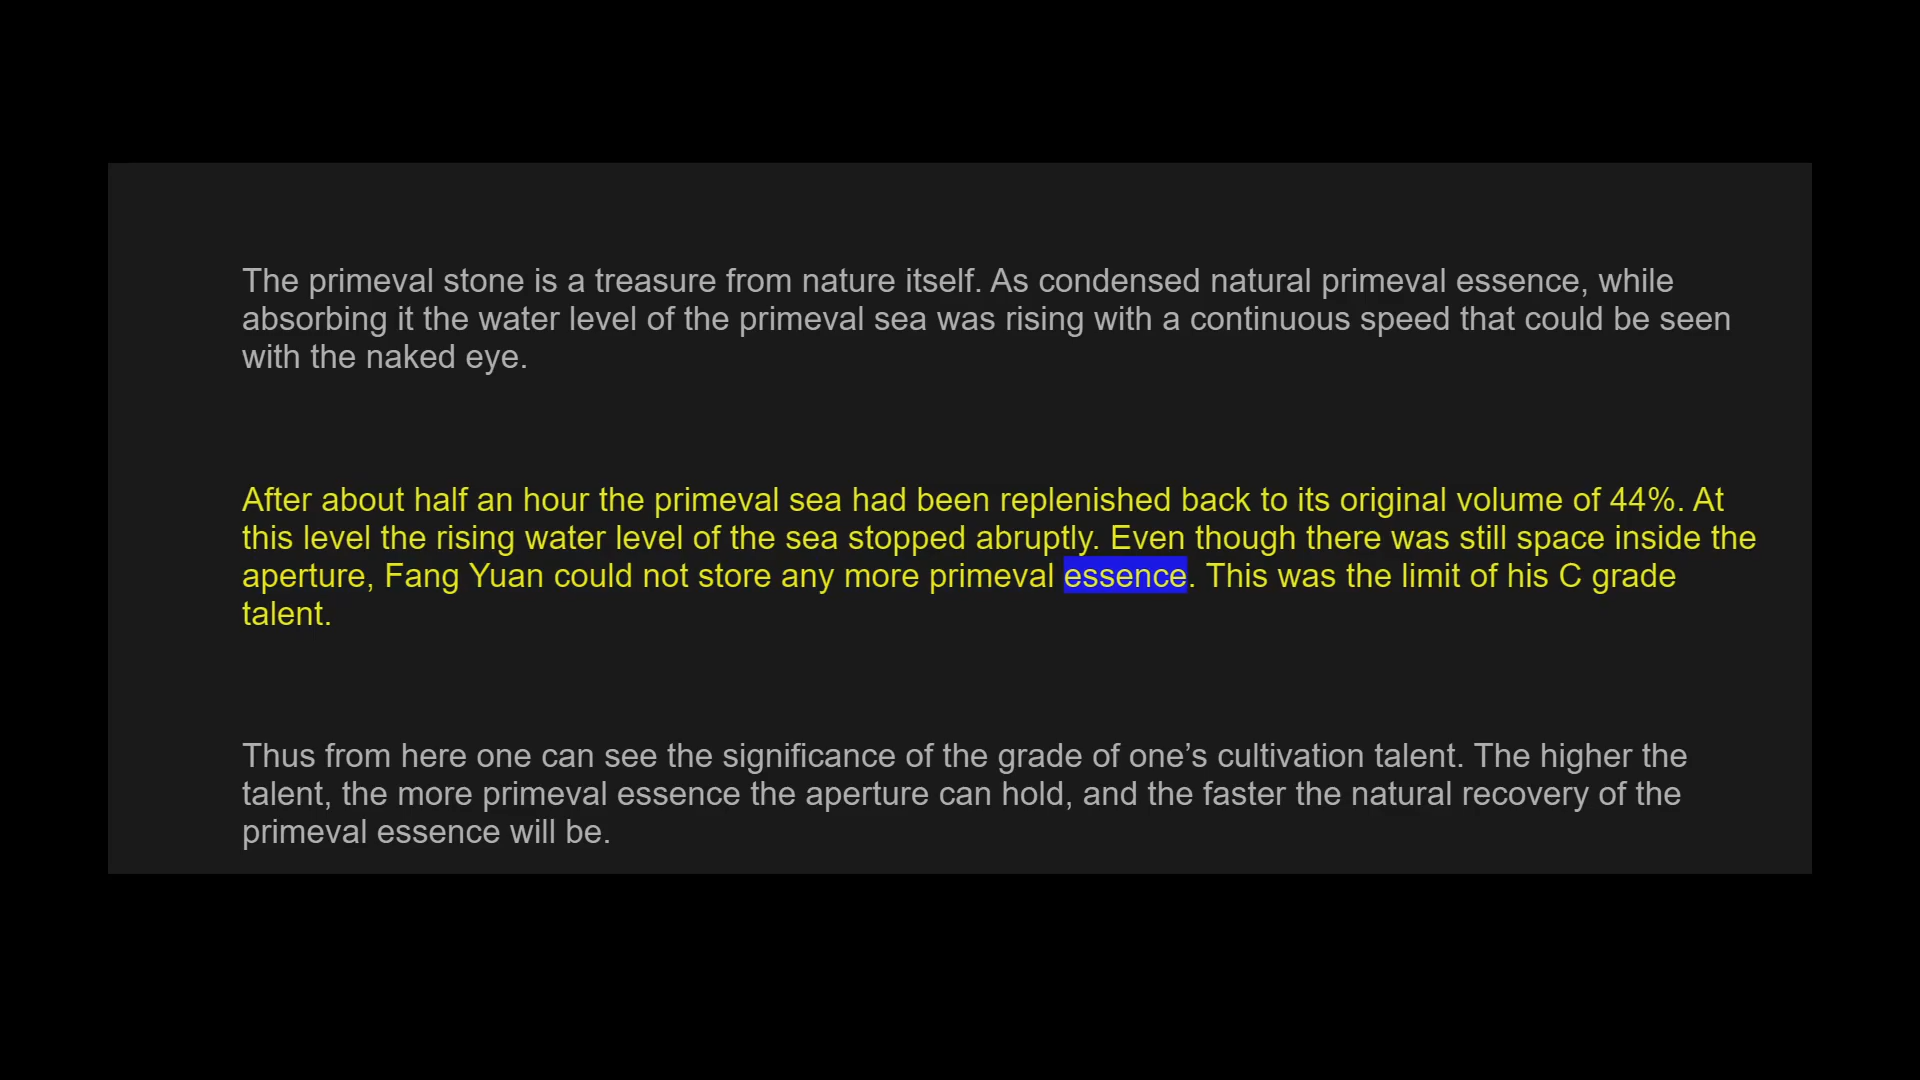 The primeval stone is a treasure from nature itself. As condensed natural primeval essence, while
absorbing it the water level of the primeval sea was rising with a continuous speed that could be seen
with the naked eye.
After about half an hour the primeval sea had been replenished back to its original volume of 44%. At
this level the rising water level of the sea stopped abruptly. Even though there was still space inside the
aperture, Fang Yuan could not store any more primeval essence. This was the limit of his C grade
talent.
Thus from here one can see the significance of the grade of one’s cultivation talent. The higher the
talent, the more primeval essence the aperture can hold, and the faster the natural recovery of the
primeval essence will be.